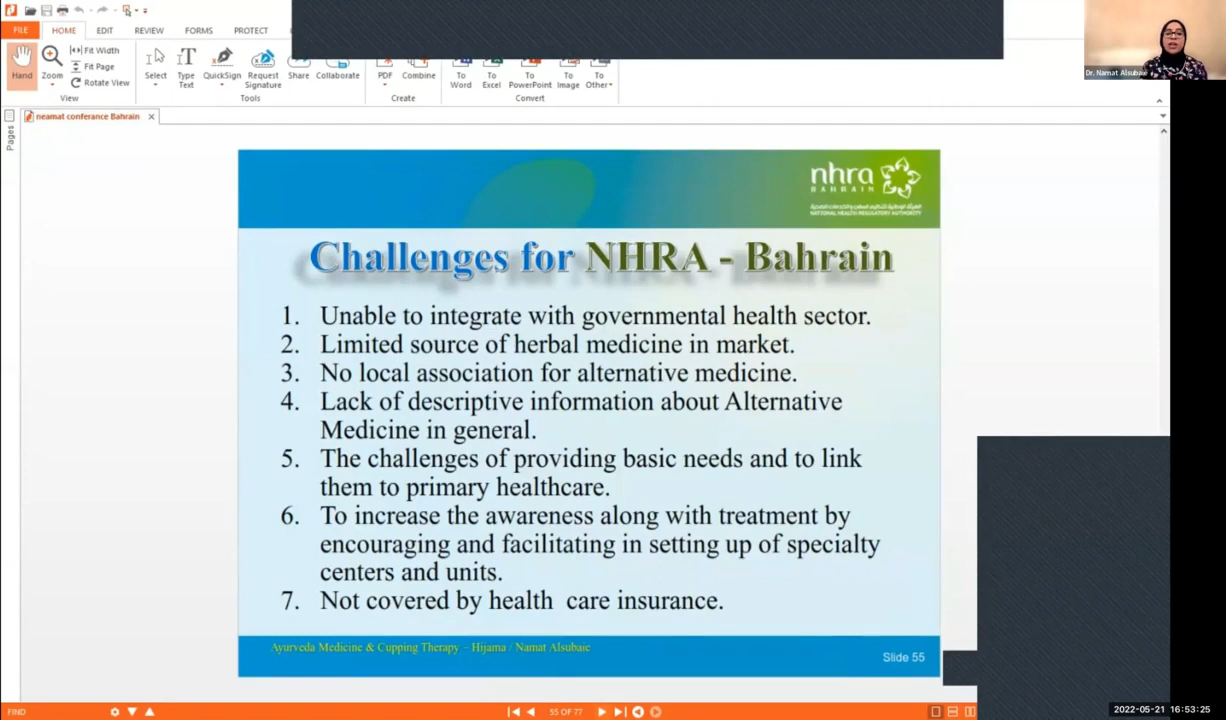 FILE HOME EDIT REVIEW FORMS PROTECT
Hand
Zoom
Fit Width
Fit Page
Rotate View
View
Select
Type Text
QuickSign
Request Signature
Share
Collaborate
Tools
PDF
Combine
Create
To Word
To Excel
To PowerPoint
To Image
To Other
Convert
Dr. Namat Alsubaie
neamat conferance Bahrain
Pages
nhra
BAHRAIN
NATIONAL HEALTH REGULATORY AUTHORITY
Challenges for NHRA - Bahrain
1. Unable to integrate with governmental health sector.
2. Limited source of herbal medicine in market.
3. No local association for alternative medicine.
4. Lack of descriptive information about Alternative
Medicine in general.
5. The challenges of providing basic needs and to link
them to primary healthcare.
6. To increase the awareness along with treatment by
encouraging and facilitating in setting up of specialty
centers and units.
7. Not covered by health care insurance.
Ayurveda Medicine & Cupping Therapy – Hijama / Namat Alsubaie
Slide 55
FIND
55 OF 77
2022-05-21 16:53:25